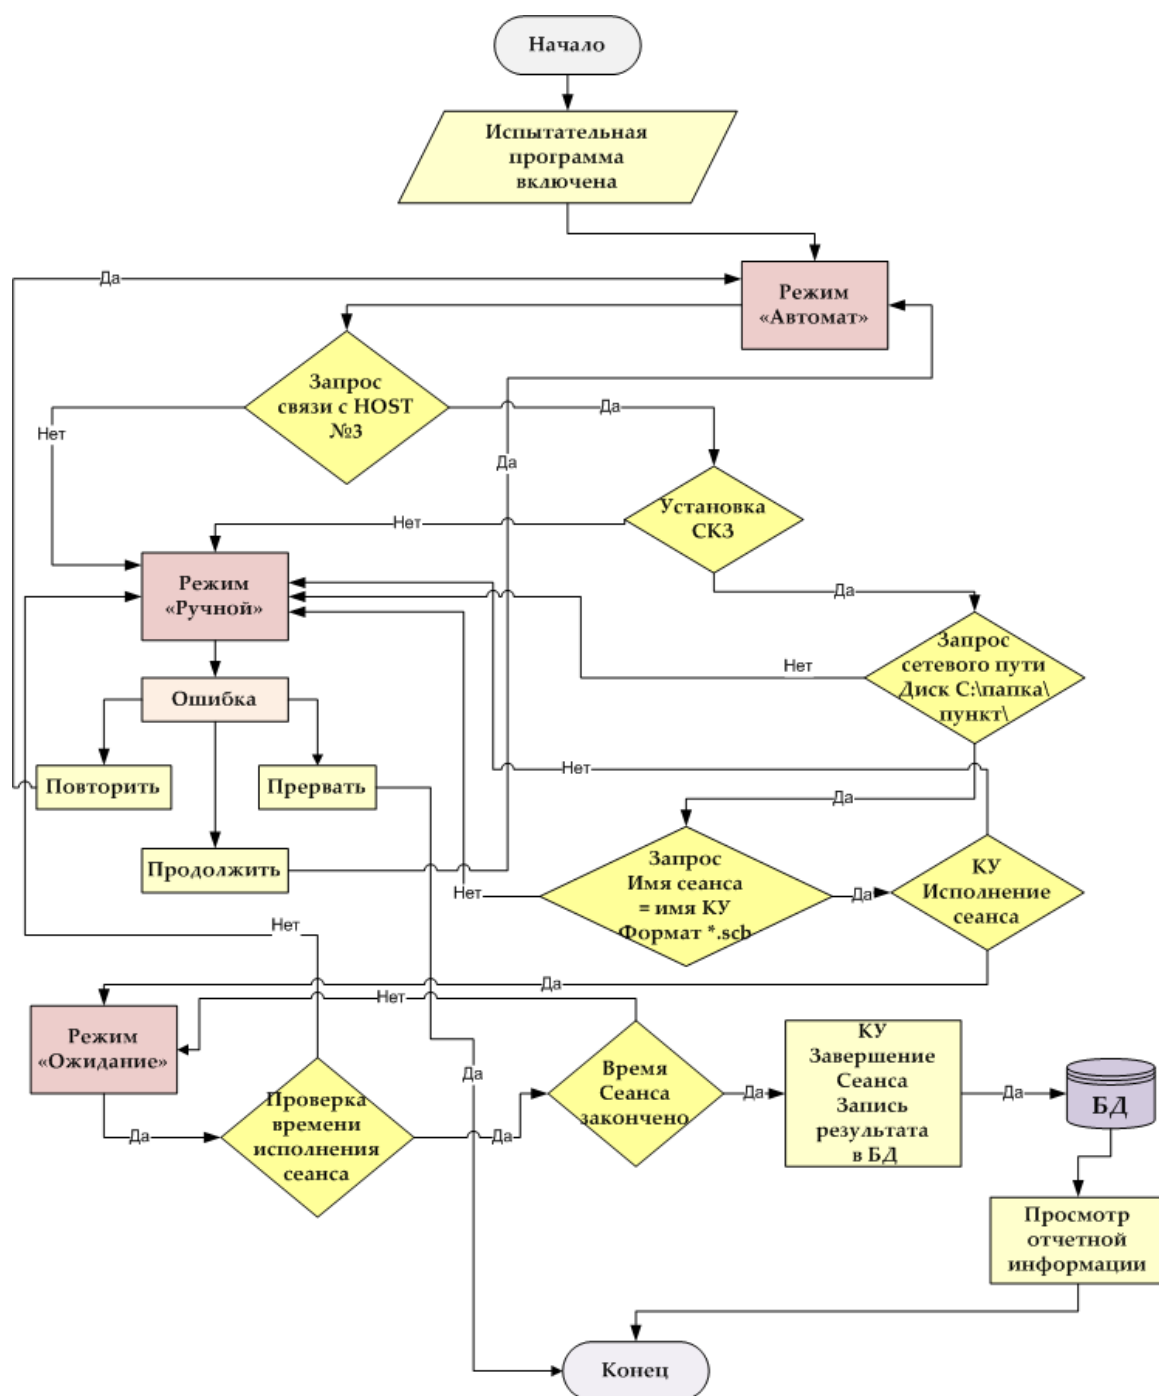 Начало
Испытательная
программа
включена
Да
Режим
«Автомат»
Запрос
связи с HOST
№3
Нет
Да
Да
Установка
СКЗ
Нет
Режим
«Ручной»
Да
Запрос
сетевого пути
Диск C:\папка\
пункт\
Нет
Ошибка
Повторить
Прервать
Нет
Да
Продолжить
Запрос
Имя сеанса
= имя КУ
Формат *.scb
Нет
Да
КУ
Исполнение
сеанса
Нет
Да
Нет
Режим
«Ожидание»
Время
Сеанса
закончено
КУ
Завершение
Сеанса
Запись
результата
в БД
Да
Да
Да
БД
Проверка
времени
исполнения
сеанса
Да
Да
Просмотр
отчетной
информации
Конец